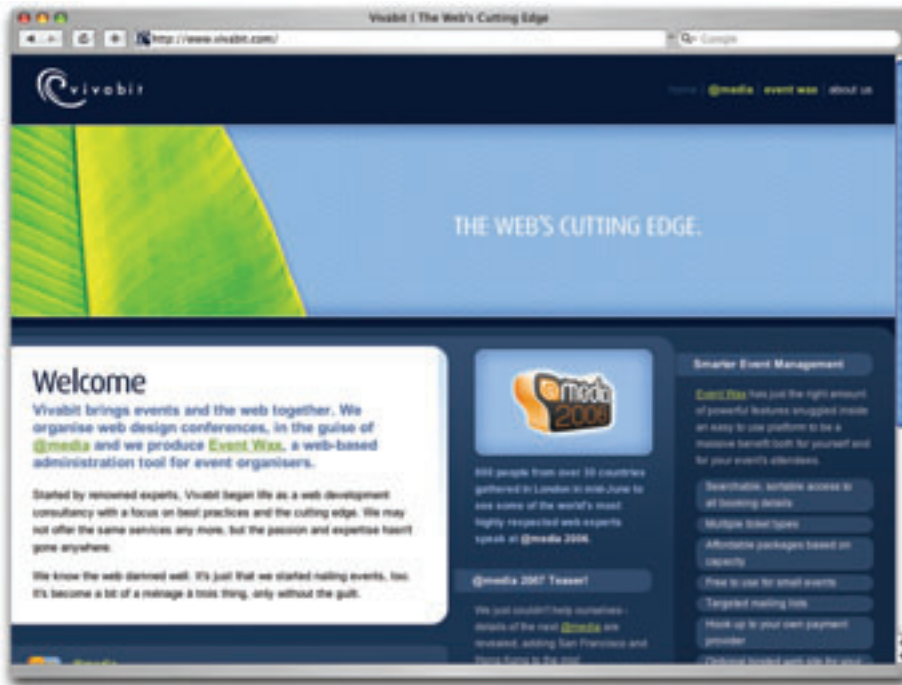 Vivabit | The Web's Cutting Edge
http://www.vivabit.com/
Google
vivabit
home | @media | event wax | about us
THE WEB'S CUTTING EDGE.
Welcome
Vivabit brings events and the web together. We
organise web design conferences, in the guise of
@media and we produce Event Wax, a web-based
administration tool for event organisers.
Started by renowned experts, Vivabit began life as a web development
consultancy with a focus on best practices and the cutting edge. We may
not offer the same services any more, but the passion and expertise hasn't
gone anywhere.
We know the web damned well. It's just that we started nailing events, too.
It's become a bit of a ménage à trois thing, only without the guilt.
@media
@media
2006
people from over 30 countries
gathered in London in mid-June to
see some of the world's most
highly respected web experts
speak at @media 2006.
@media 2007 Teaser!
We just couldn't help ourselves -
details of the next @media are
revealed, adding San Francisco and
Hong Kong to the mix!
Smarter Event Management
Event Wax has just the right amount
of powerful features snuggled inside
an easy to use platform to be a
massive benefit both for yourself and
for your event's attendees.
Searchable, sortable access to
all booking details
Multiple ticket types
Affordable packages based on
capacity
Free to use for small events
Targeted mailing lists
Hook up to your own payment
provider
Optional hosted web site for your